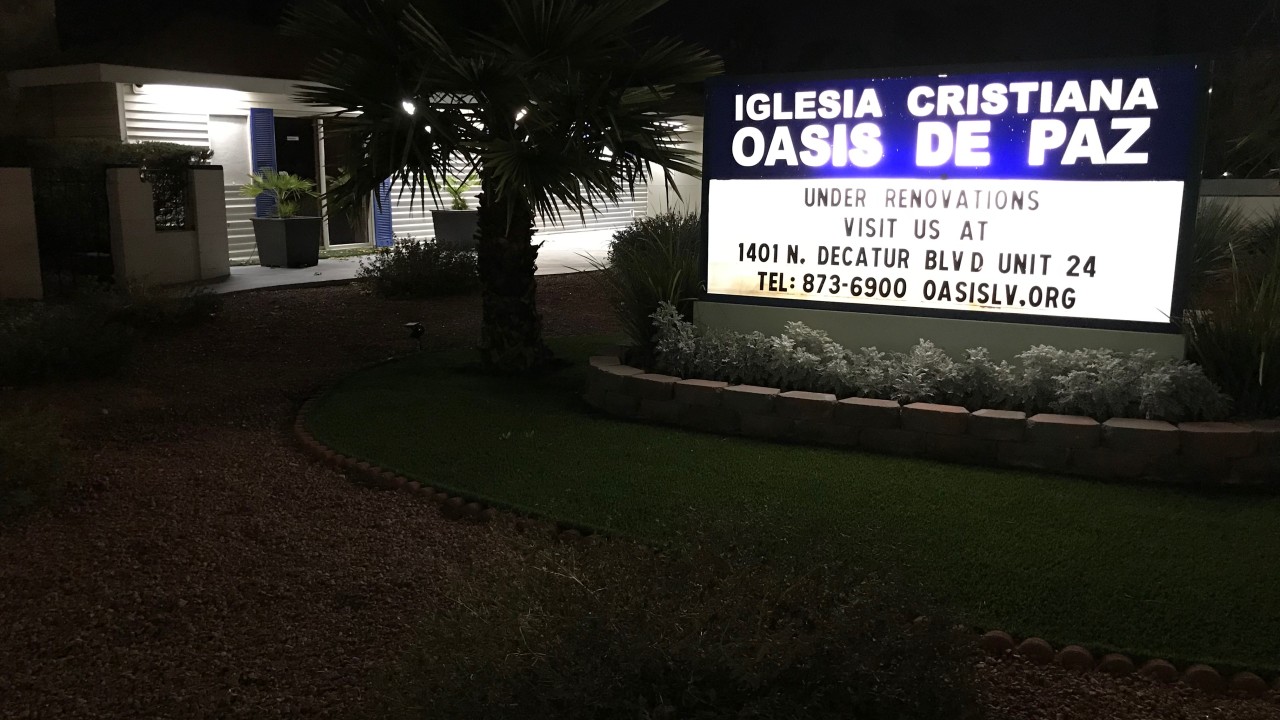 IGLESIA CRISTIANA
OASIS DE PAZ
UNDER RENOVATIONS
VISIT US AT
1401 N. DECATUR BLVD UNIT 24
TEL: 873-6900 OASISLV.ORG